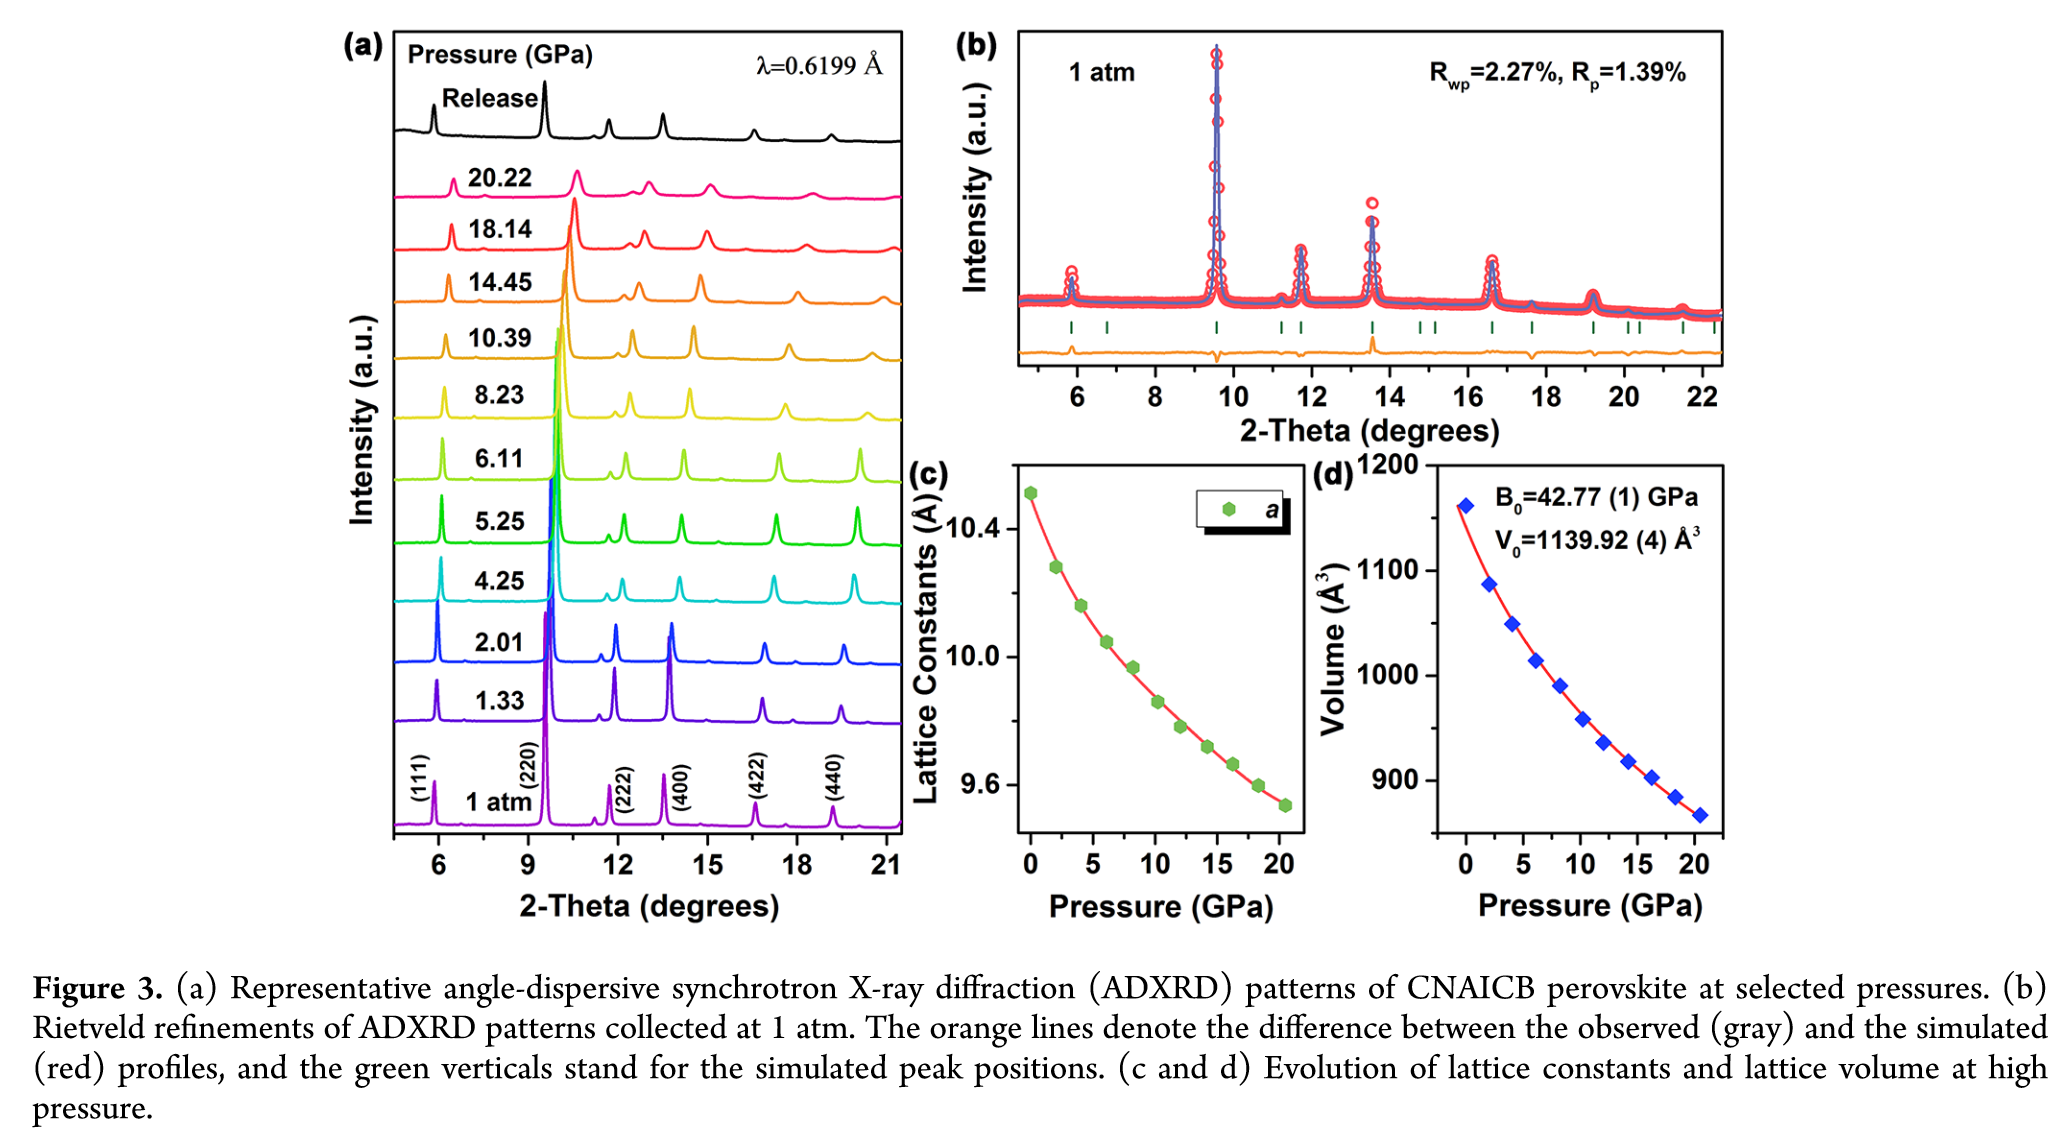 (a)
Pressure (GPa)
λ=0.6199 Å
Release
20.22
18.14
14.45
10.39
8.23
6.11
5.25
4.25
2.01
1.33
1 atm
(111)
(220)
(222)
(400)
(422)
(440)
Intensity (a.u.)
6 9 12 15 18 21
2-Theta (degrees)
(b)
1 atm
Rwp=2.27%, Rp=1.39%
Intensity (a.u.)
6 8 10 12 14 16 18 20 22
2-Theta (degrees)
(c)
a
Lattice Constants (Å)
10.4
10.0
9.6
0 5 10 15 20
Pressure (GPa)
(d)
B0=42.77 (1) GPa
V0=1139.92 (4) Å3
Volume (Å3)
1200
1100
1000
900
0 5 10 15 20
Pressure (GPa)
Figure 3. (a) Representative angle-dispersive synchrotron X-ray diffraction (ADXRD) patterns of CNAICB perovskite at selected pressures. (b)
Rietveld refinements of ADXRD patterns collected at 1 atm. The orange lines denote the difference between the observed (gray) and the simulated
(red) profiles, and the green verticals stand for the simulated peak positions. (c and d) Evolution of lattice constants and lattice volume at high
pressure.